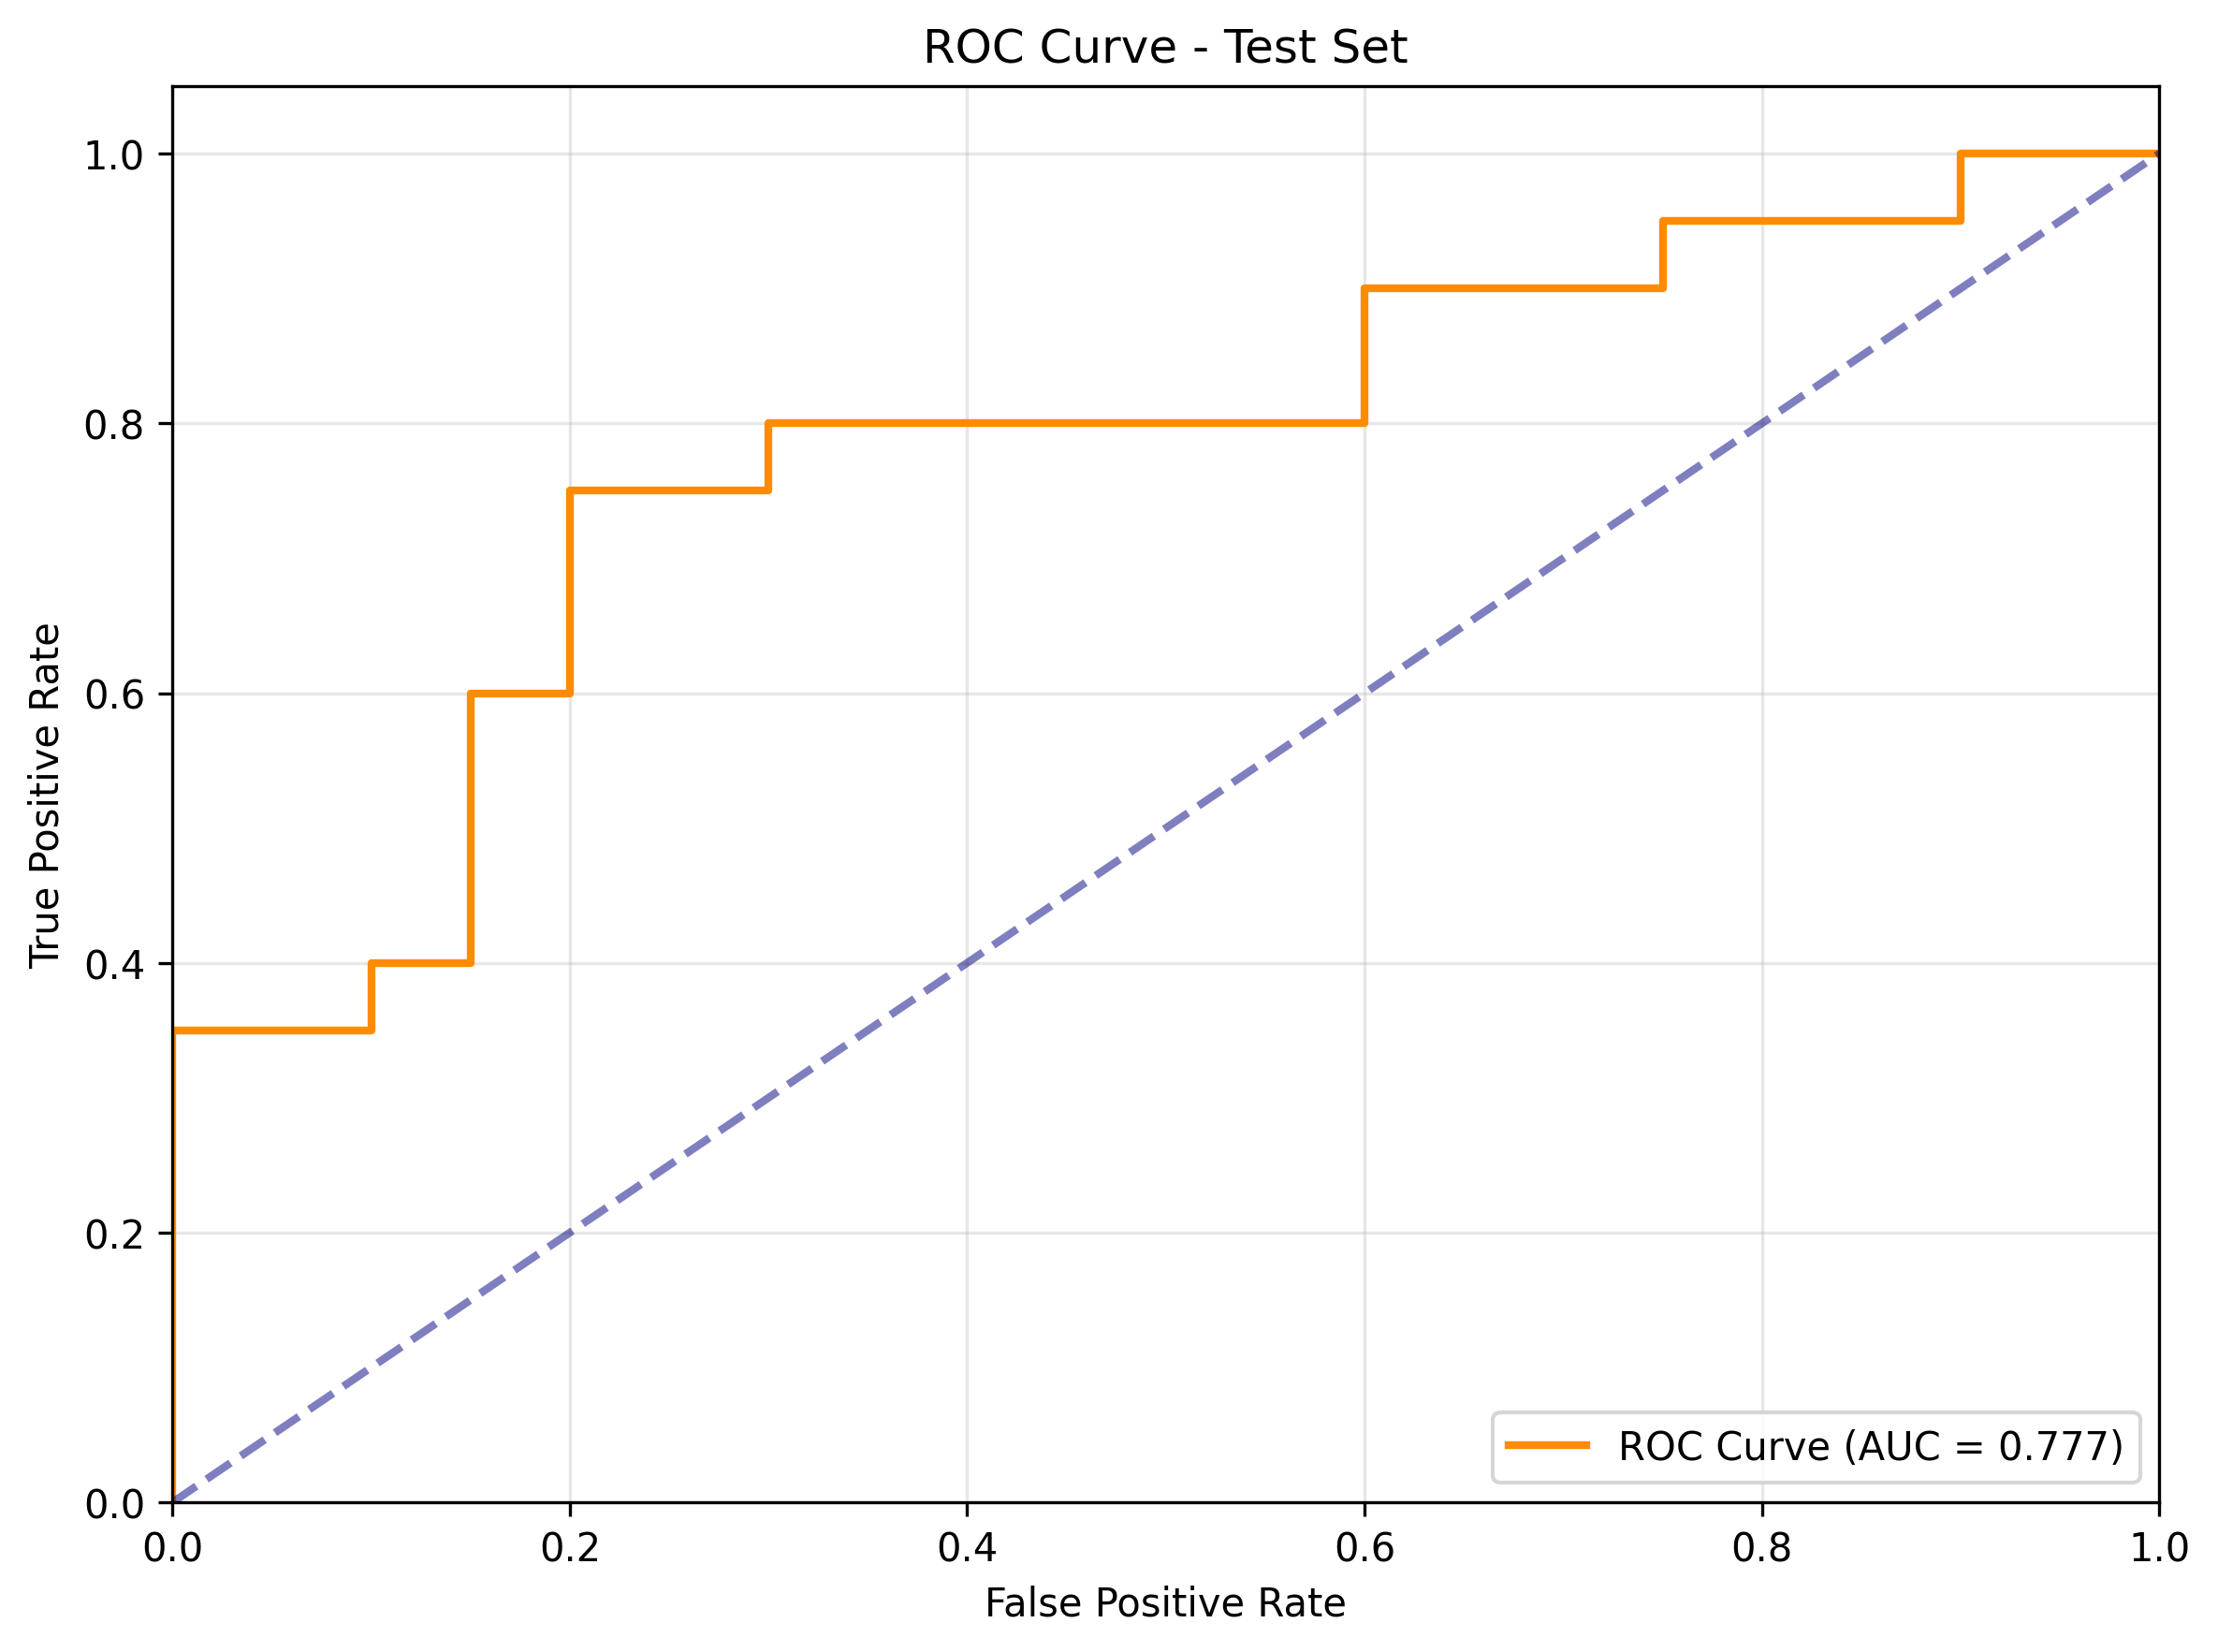 ROC Curve - Test Set
True Positive Rate
1.0
0.8
0.6
0.4
0.2
0.0
0.0 0.2 0.4 0.6 0.8 1.0
False Positive Rate
ROC Curve (AUC = 0.777)